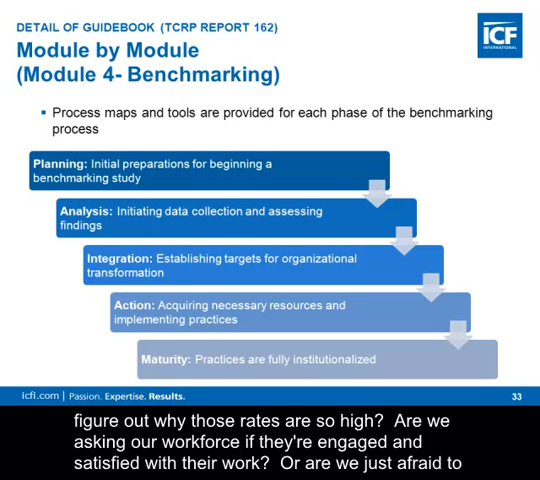 DETAIL OF GUIDEBOOK (TCRP REPORT 162)
Module by Module
(Module 4- Benchmarking)
ICF
INTERNATIONAL
Process maps and tools are provided for each phase of the benchmarking
process
Planning: Initial preparations for beginning a
benchmarking study
Analysis: Initiating data collection and assessing
findings
Integration: Establishing targets for organizational
transformation
Action: Acquiring necessary resources and
implementing practices
Maturity: Practices are fully institutionalized
icfi.com | Passion. Expertise. Results.
33
figure out why those rates are so high? Are we
asking our workforce if they're engaged and
satisfied with their work? Or are we just afraid to